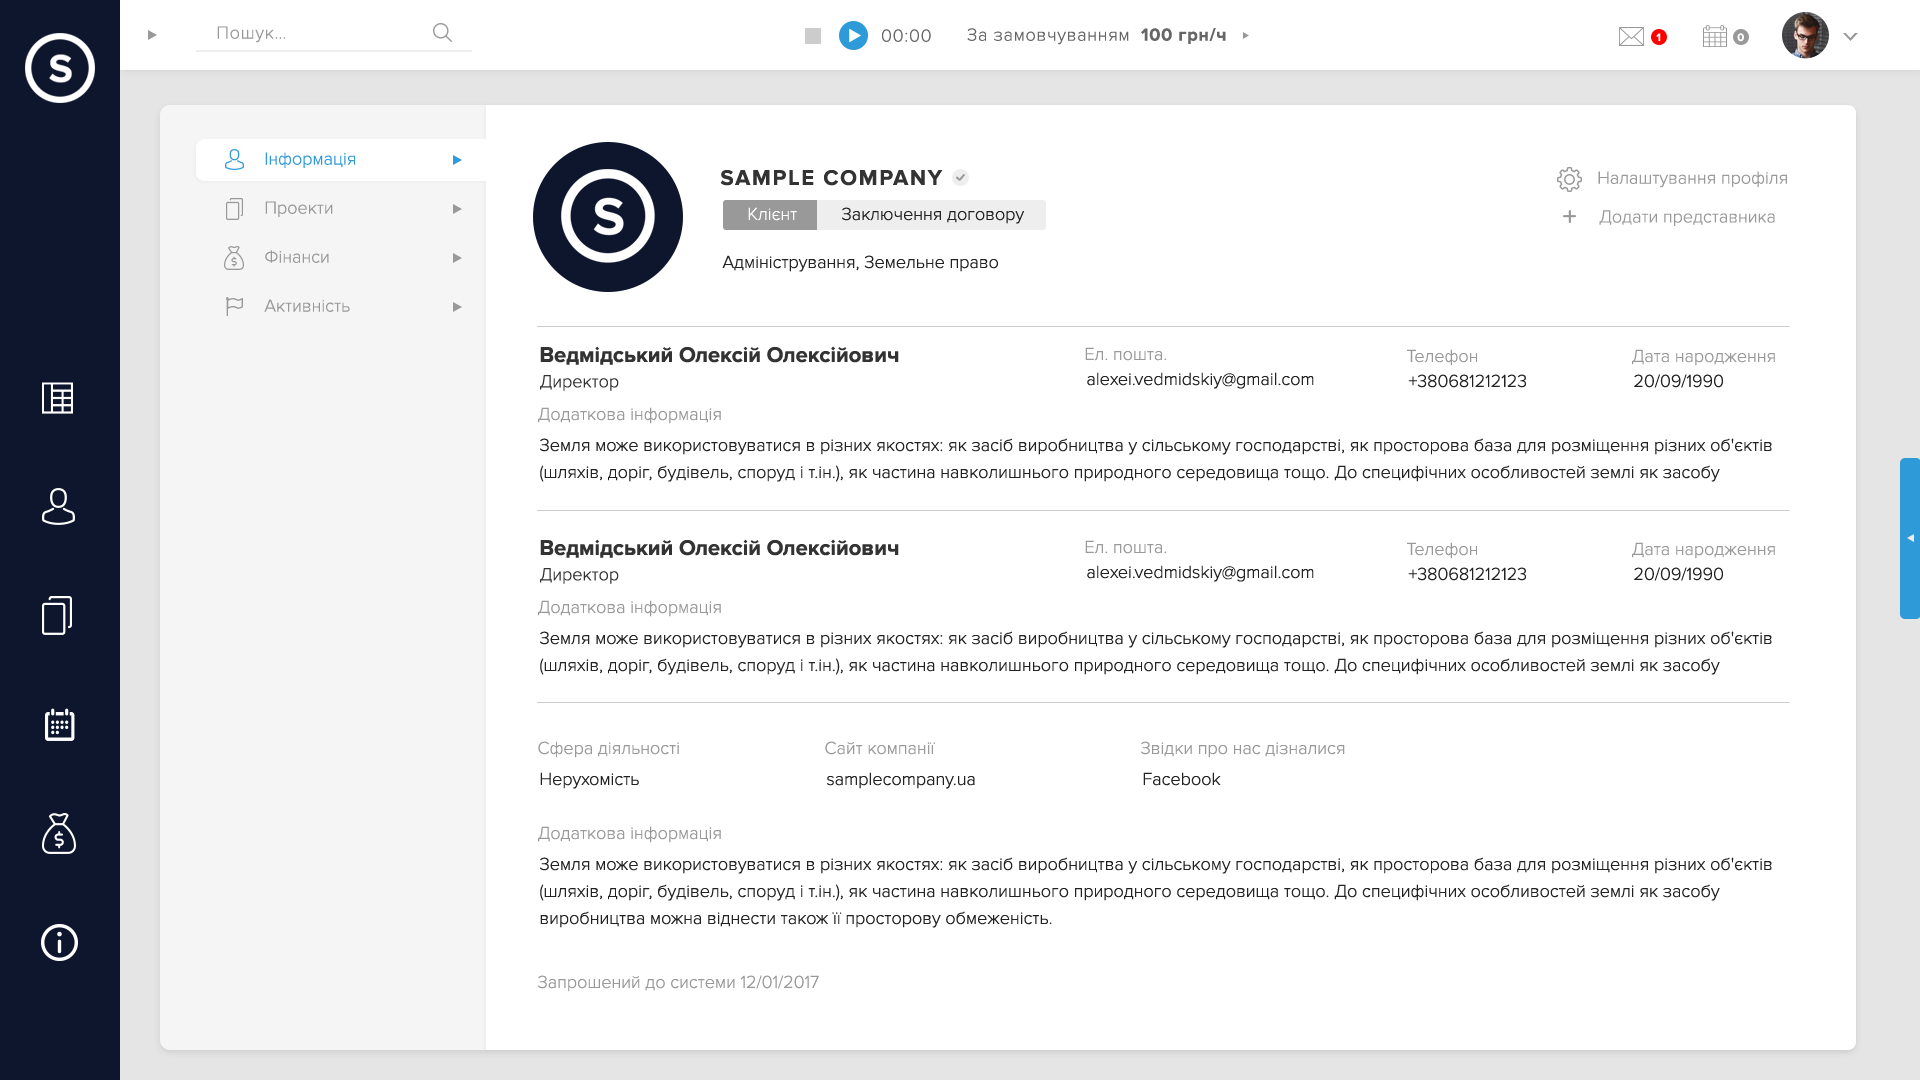 S
Пошук...
00:00
За замовчуванням 100 грн/ч
1
0
Інформація
Проекти
Фінанси
Активність
S
SAMPLE COMPANY
Клієнт
Заключення договору
Адміністрування, Земельне право
Налаштування профіля
+ Додати представника
Ведмідський Олексій Олексійович
Директор
Ел. пошта.
alexei.vedmidskiy@gmail.com
Телефон
+380681212123
Дата народження
20/09/1990
Додаткова інформація
Земля може використовуватися в різних якостях: як засіб виробництва у сільському господарстві, як просторова база для розміщення різних об'єктів
(шляхів, доріг, будівель, споруд і т.ін.), як частина навколишнього природного середовища тощо. До специфічних особливостей землі як засобу
Ведмідський Олексій Олексійович
Директор
Ел. пошта.
alexei.vedmidskiy@gmail.com
Телефон
+380681212123
Дата народження
20/09/1990
Додаткова інформація
Земля може використовуватися в різних якостях: як засіб виробництва у сільському господарстві, як просторова база для розміщення різних об'єктів
(шляхів, доріг, будівель, споруд і т.ін.), як частина навколишнього природного середовища тощо. До специфічних особливостей землі як засобу
Сфера діяльності
Нерухомість
Сайт компанії
samplecompany.ua
Звідки про нас дізналися
Facebook
Додаткова інформація
Земля може використовуватися в різних якостях: як засіб виробництва у сільському господарстві, як просторова база для розміщення різних об'єктів
(шляхів, доріг, будівель, споруд і т.ін.), як частина навколишнього природного середовища тощо. До специфічних особливостей землі як засобу
виробництва можна віднести також її просторову обмеженість.
Запрошений до системи 12/01/2017